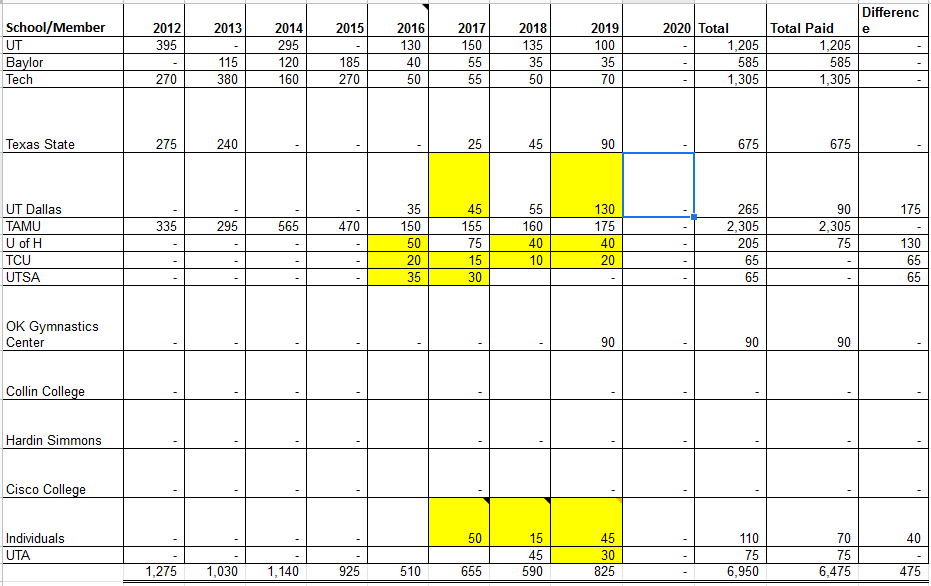 School/Member 2012 2013 2014 2015 2016 2017 2018 2019 2020 Total Total Paid Differenc
e
UT 395 - 295 - 130 150 135 100 - 1,205 1,205 -
Baylor - 115 120 185 40 55 35 35 - 585 585 -
Tech 270 380 160 270 50 55 50 70 - 1,305 1,305 -
Texas State 275 240 - - - 25 45 90 - 675 675 -
UT Dallas - - - - 35 45 55 130 - 265 90 175
TAMU 335 295 565 470 150 155 160 175 - 2,305 2,305 -
U of H - - - - 50 75 40 40 - 205 75 130
TCU - - - - 20 15 10 20 - 65 - 65
UTSA - - - - 35 30 - - - 65 - 65
OK Gymnastics
Center - - - - - - - 90 - 90 90 -
Collin College - - - - - - - - - - -
Hardin Simmons - - - - - - - - - - -
Cisco College - - - - - - - - - - -
Individuals - - - - 50 15 45 - 110 70 40
UTA - - - - 45 30 - 75 75 -
1,275 1,030 1,140 925 510 655 590 825 - 6,950 6,475 475